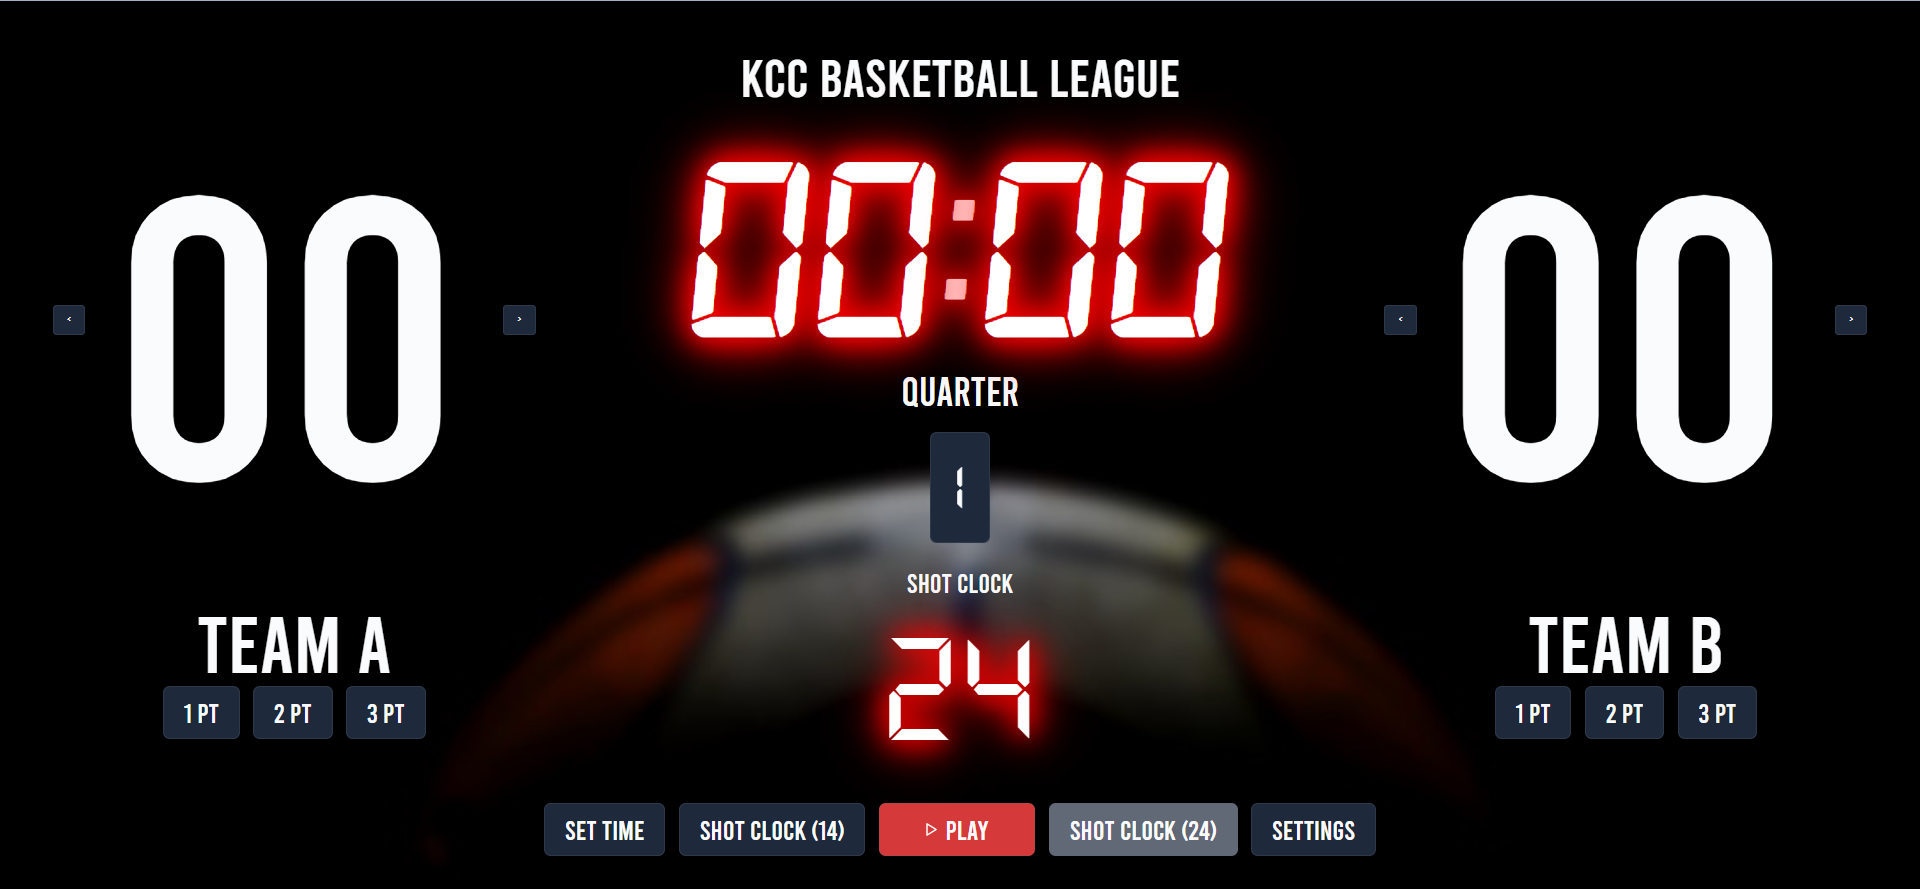 KCC BASKETBALL LEAGUE
00:00
00
<
>
00
<
>
QUARTER
1
SHOT CLOCK
24
TEAM A
1 PT
2 PT
3 PT
TEAM B
1 PT
2 PT
3 PT
SET TIME
SHOT CLOCK (14)
▷ PLAY
SHOT CLOCK (24)
SETTINGS